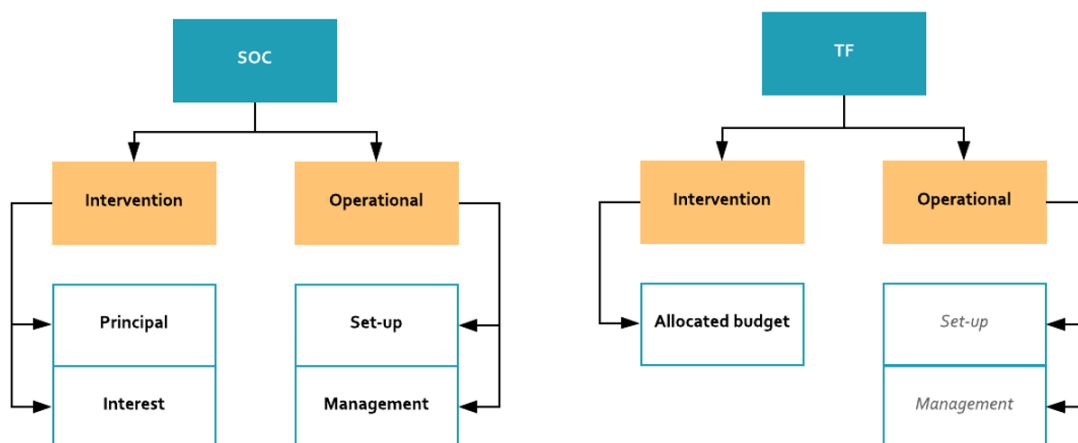 SOC
TF
Intervention
Operational
Intervention
Operational
Principal
Set-up
Allocated budget
Set-up
Interest
Management
Management